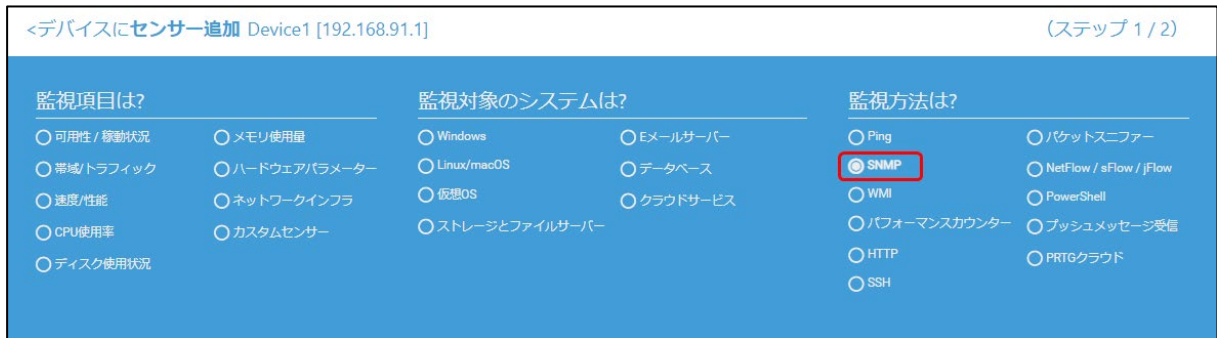 <デバイスにセンサー追加 Device1 [192.168.91.1]
(ステップ 1 / 2)
監視項目は?
可用性 / 稼動状況
メモリ使用量
帯域/トラフィック
ハードウェアパラメーター
速度/性能
ネットワークインフラ
CPU使用率
カスタムセンサー
ディスク使用状況
監視対象のシステムは?
Windows
Eメールサーバー
Linux/macOS
データベース
仮想OS
クラウドサービス
ストレージとファイルサーバー
監視方法は?
Ping
パケットスニファー
SNMP
NetFlow / sFlow / jFlow
WMI
PowerShell
パフォーマンスカウンター
プッシュメッセージ受信
HTTP
PRTGクラウド
SSH